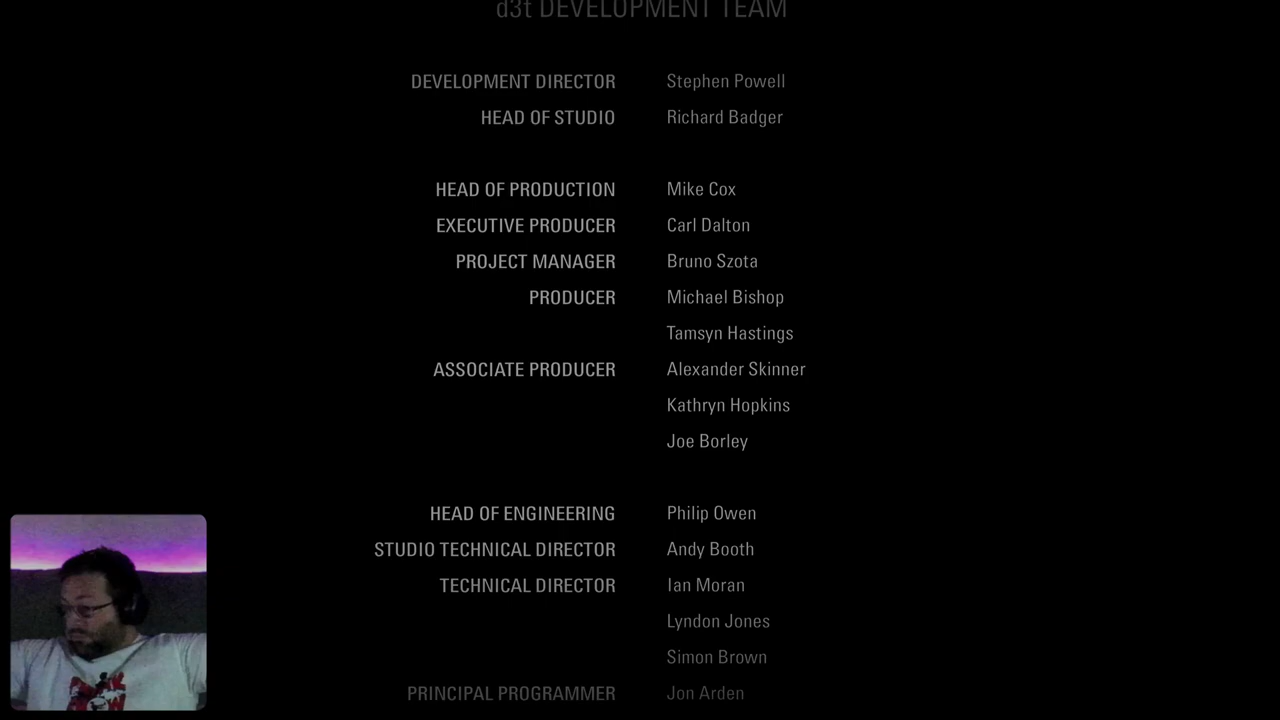 d3t DEVELOPMENT TEAM
DEVELOPMENT DIRECTOR Stephen Powell
HEAD OF STUDIO Richard Badger
HEAD OF PRODUCTION Mike Cox
EXECUTIVE PRODUCER Carl Dalton
PROJECT MANAGER Bruno Szota
PRODUCER Michael Bishop
Tamsyn Hastings
ASSOCIATE PRODUCER Alexander Skinner
Kathryn Hopkins
Joe Borley
HEAD OF ENGINEERING Philip Owen
STUDIO TECHNICAL DIRECTOR Andy Booth
TECHNICAL DIRECTOR Ian Moran
Lyndon Jones
Simon Brown
PRINCIPAL PROGRAMMER Jon Arden